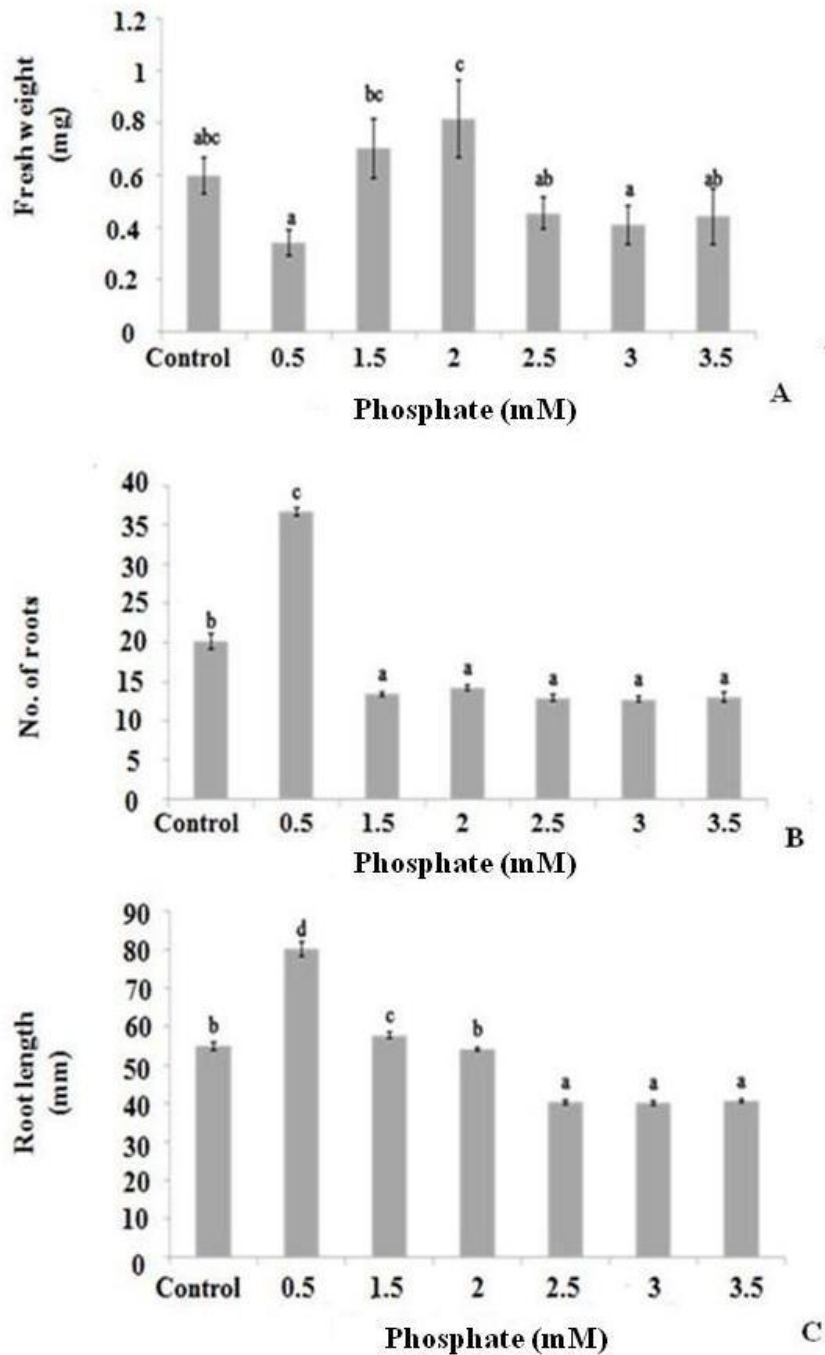 1.2
1
0.8
0.6
0.4
0.2
0
Fresh weight
(mg)
abc
a
bc
c
ab
a
ab
Control 0.5 1.5 2 2.5 3 3.5
Phosphate (mM)
A
40
35
30
25
20
15
10
5
0
No. of roots
b
c
a
a
a
a
a
Control 0.5 1.5 2 2.5 3 3.5
Phosphate (mM)
B
90
80
70
60
50
40
30
20
10
0
Root length
(mm)
b
d
c
b
a
a
a
Control 0.5 1.5 2 2.5 3 3.5
Phosphate (mM)
C